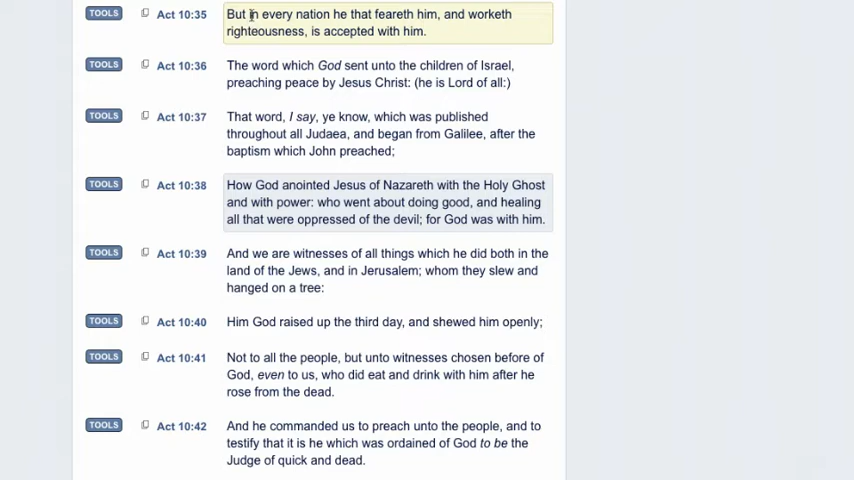 TOOLS Act 10:35 But in every nation he that feareth him, and worketh
righteousness, is accepted with him.
TOOLS Act 10:36 The word which God sent unto the children of Israel,
preaching peace by Jesus Christ: (he is Lord of all:)
TOOLS Act 10:37 That word, I say, ye know, which was published
throughout all Judaea, and began from Galilee, after the
baptism which John preached;
TOOLS Act 10:38 How God anointed Jesus of Nazareth with the Holy Ghost
and with power: who went about doing good, and healing
all that were oppressed of the devil; for God was with him.
TOOLS Act 10:39 And we are witnesses of all things which he did both in the
land of the Jews, and in Jerusalem; whom they slew and
hanged on a tree:
TOOLS Act 10:40 Him God raised up the third day, and shewed him openly;
TOOLS Act 10:41 Not to all the people, but unto witnesses chosen before of
God, even to us, who did eat and drink with him after he
rose from the dead.
TOOLS Act 10:42 And he commanded us to preach unto the people, and to
testify that it is he which was ordained of God to be the
Judge of quick and dead.